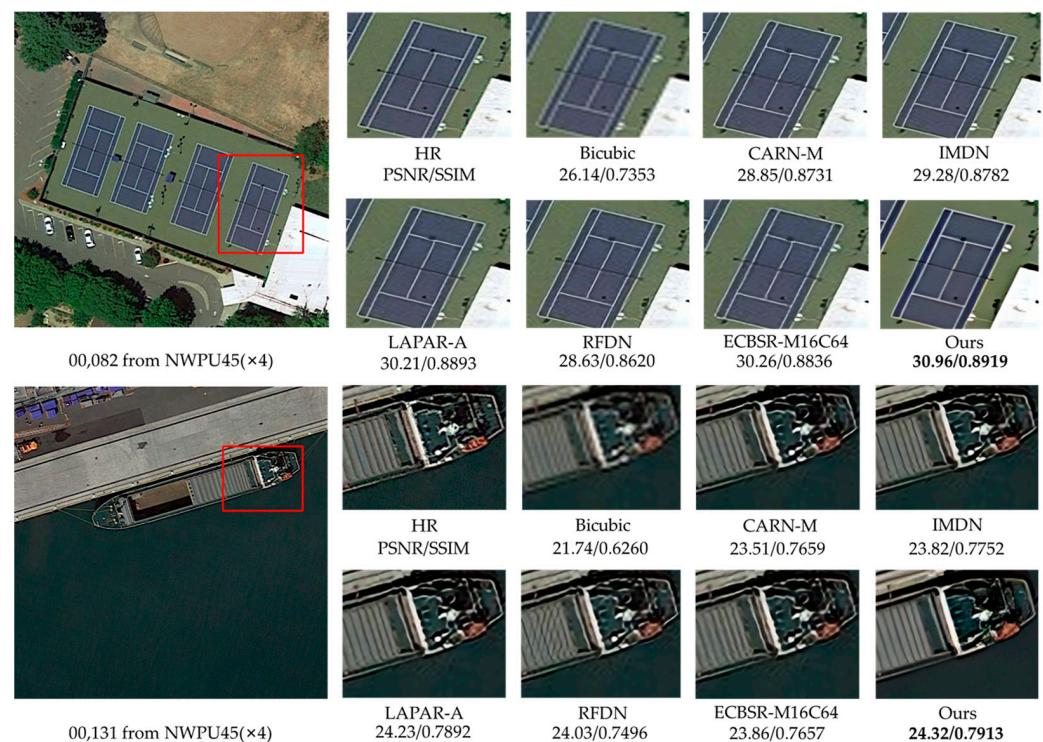 HR Bicubic CARN-M IMDN
PSNR/SSIM 26.14/0.7353 28.85/0.8731 29.28/0.8782
LAPAR-A RFDN ECBSR-M16C64 Ours
00,082 from NWPU45(×4) 30.21/0.8893 28.63/0.8620 30.26/0.8836 30.96/0.8919
HR Bicubic CARN-M IMDN
PSNR/SSIM 21.74/0.6260 23.51/0.7659 23.82/0.7752
LAPAR-A RFDN ECBSR-M16C64 Ours
00,131 from NWPU45(×4) 24.23/0.7892 24.03/0.7496 23.86/0.7657 24.32/0.7913